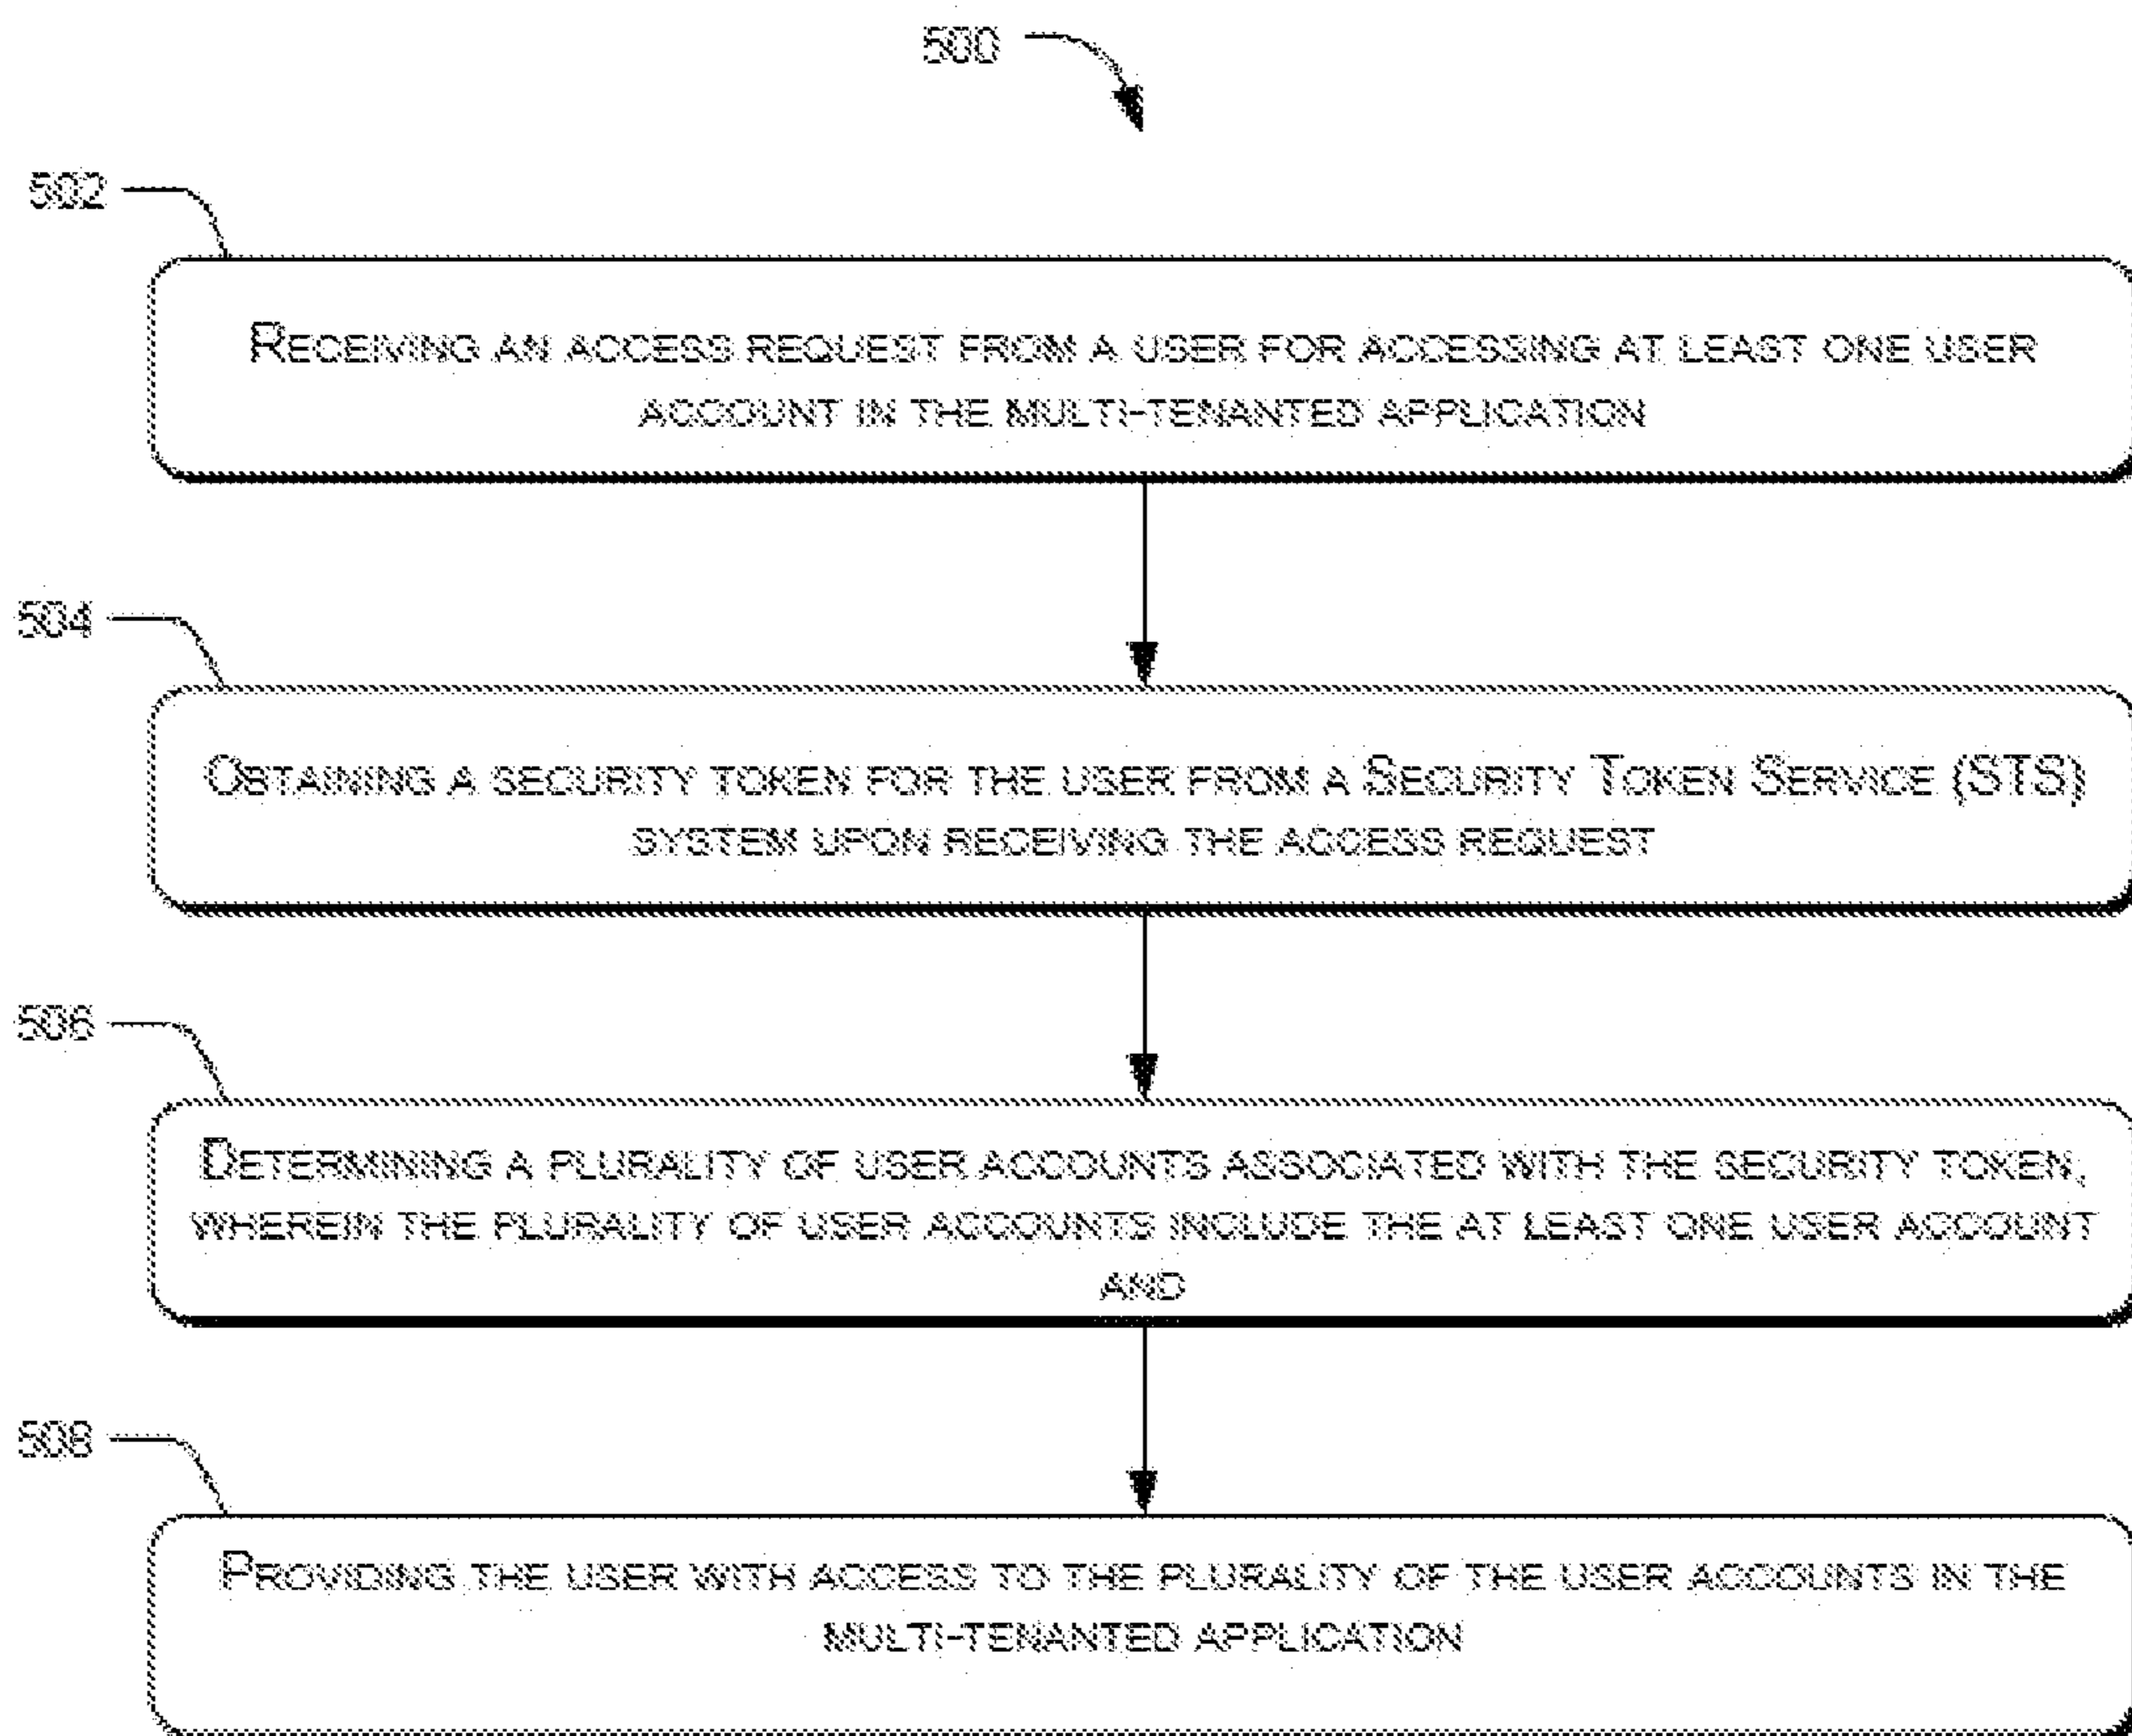 500
502
RECEIVING AN ACCESS REQUEST FROM A USER FOR ACCESSING AT LEAST ONE USER
ACCOUNT IN THE MULTI-TENANTED APPLICATION
504
OBTAINING A SECURITY TOKEN FOR THE USER FROM A SECURITY TOKEN SERVICE (STS)
SYSTEM UPON RECEIVING THE ACCESS REQUEST
506
DETERMINING A PLURALITY OF USER ACCOUNTS ASSOCIATED WITH THE SECURITY TOKEN,
WHEREIN THE PLURALITY OF USER ACCOUNTS INCLUDE THE AT LEAST ONE USER ACCOUNT
AND
508
PROVIDING THE USER WITH ACCESS TO THE PLURALITY OF THE USER ACCOUNTS IN THE
MULTI-TENANTED APPLICATION